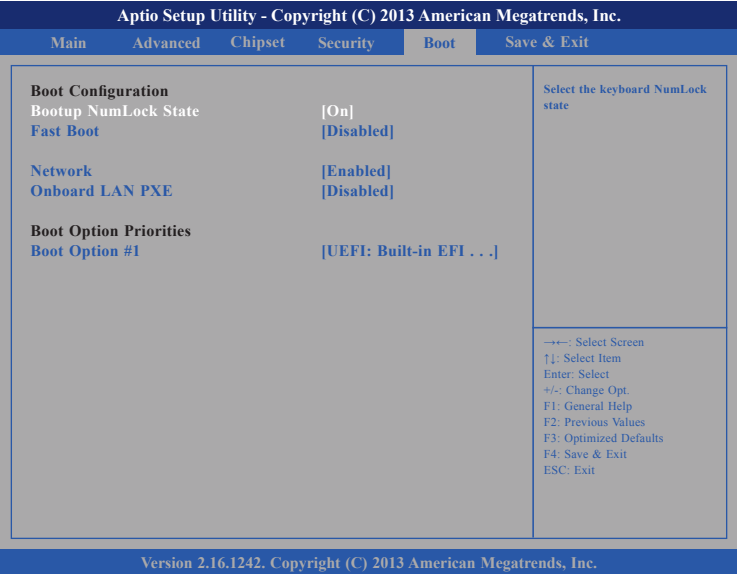 Aptio Setup Utility - Copyright (C) 2013 American Megatrends, Inc.
Main Advanced Chipset Security Boot Save & Exit
Boot Configuration
Bootup NumLock State [On]
Fast Boot [Disabled]
Network [Enabled]
Onboard LAN PXE [Disabled]
Boot Option Priorities
Boot Option #1 [UEFI: Built-in EFI . . .]
Select the keyboard NumLock
state
→←: Select Screen
↑↓: Select Item
Enter: Select
+/-: Change Opt.
F1: General Help
F2: Previous Values
F3: Optimized Defaults
F4: Save & Exit
ESC: Exit
Version 2.16.1242. Copyright (C) 2013 American Megatrends, Inc.